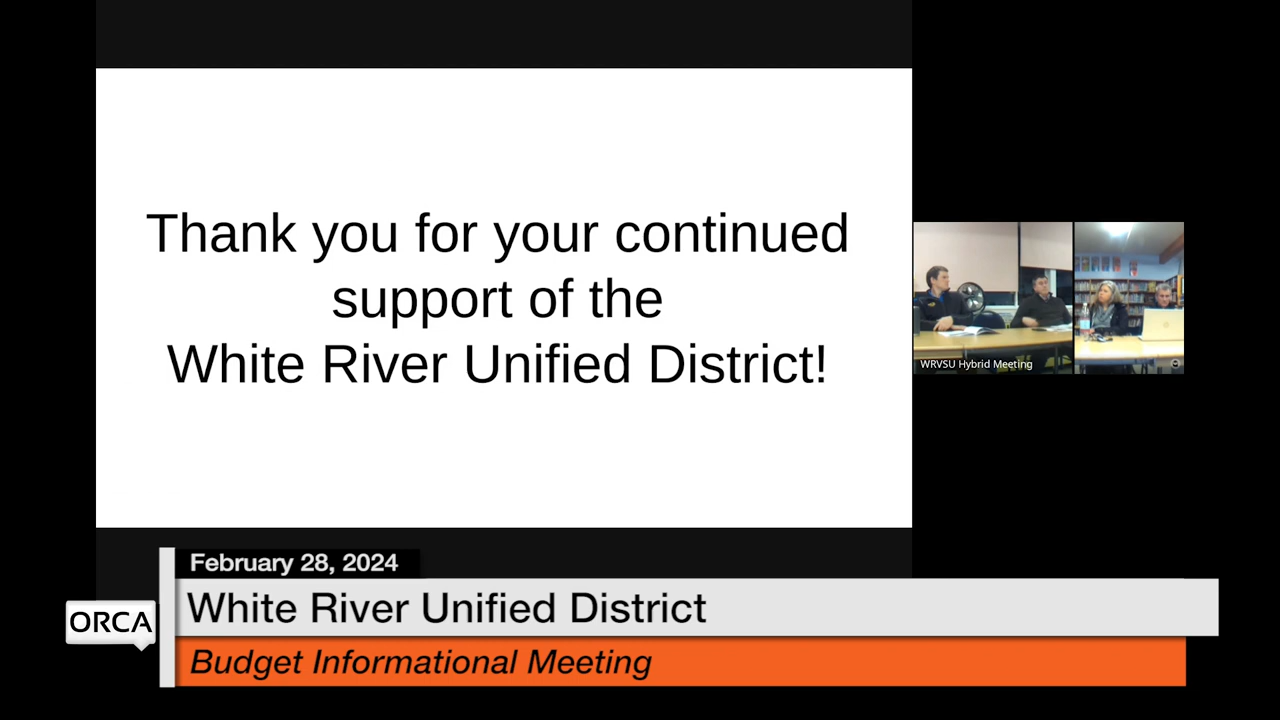 Thank you for your continued
support of the
White River Unified District!
WRVSU Hybrid Meeting
February 28, 2024
White River Unified District
ORCA
Budget Informational Meeting